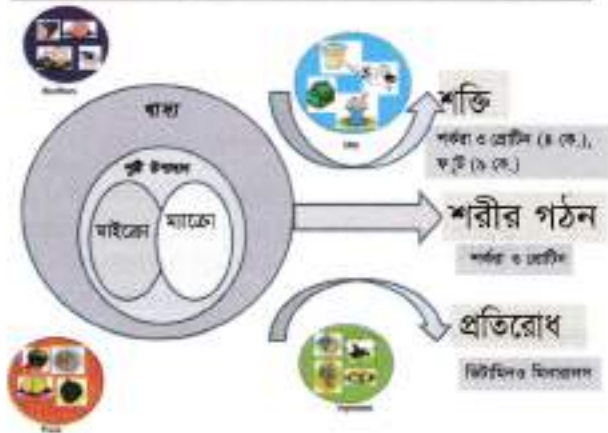 খাদ্য
পুষ্টি উপাদান
মাইক্রো
ম্যাক্রো
শক্তি
শর্করা ও প্রোটিন (৪ কে.),
ফ্যাট (৯ কে.)
শরীর গঠন
শর্করা ও প্রোটিন
প্রতিরোধ
ভিটামিন ও মিনারালস